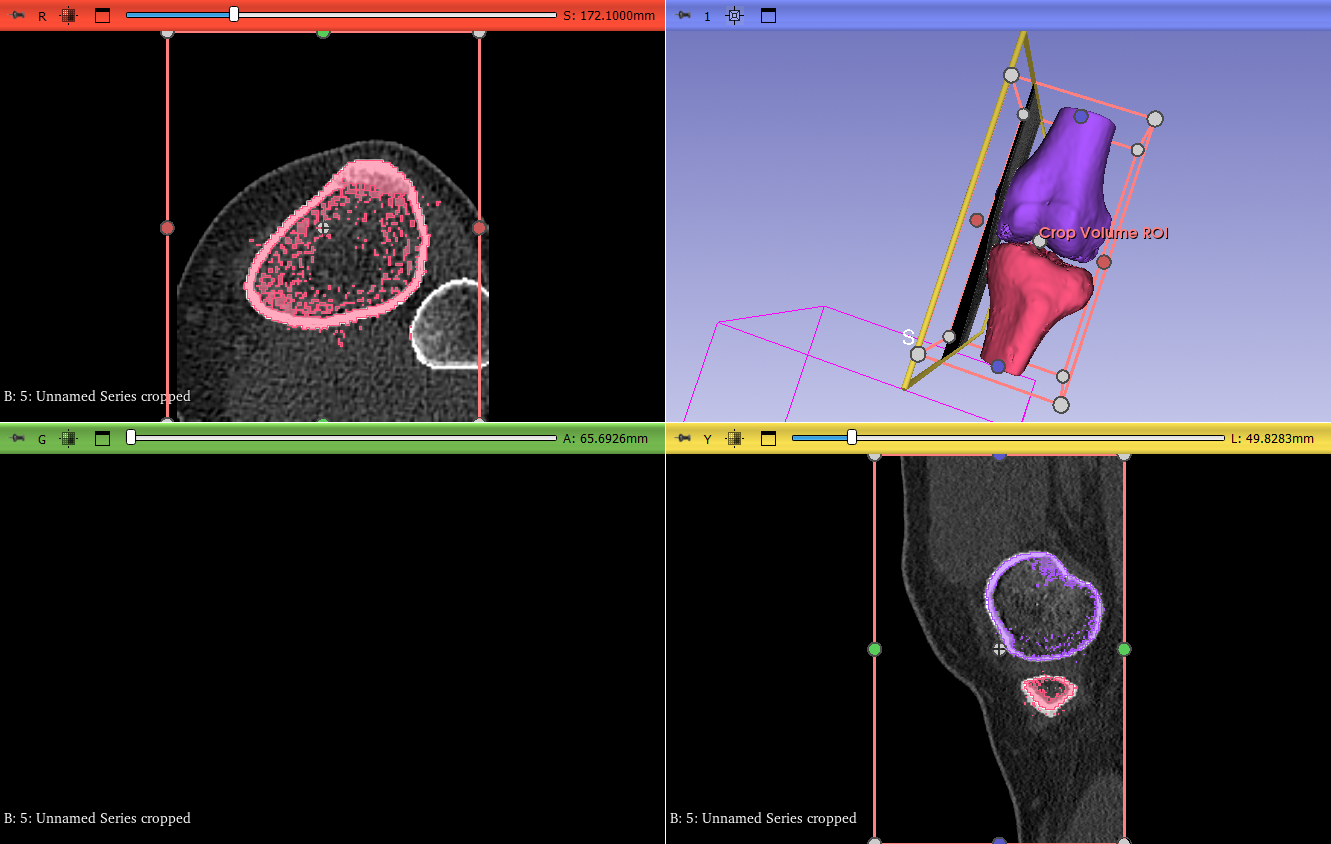 R S: 172.1000mm
1
Crop Volume ROI
S
B: 5: Unnamed Series cropped
G A: 65.6926mm
Y L: 49.8283mm
B: 5: Unnamed Series cropped
B: 5: Unnamed Series cropped